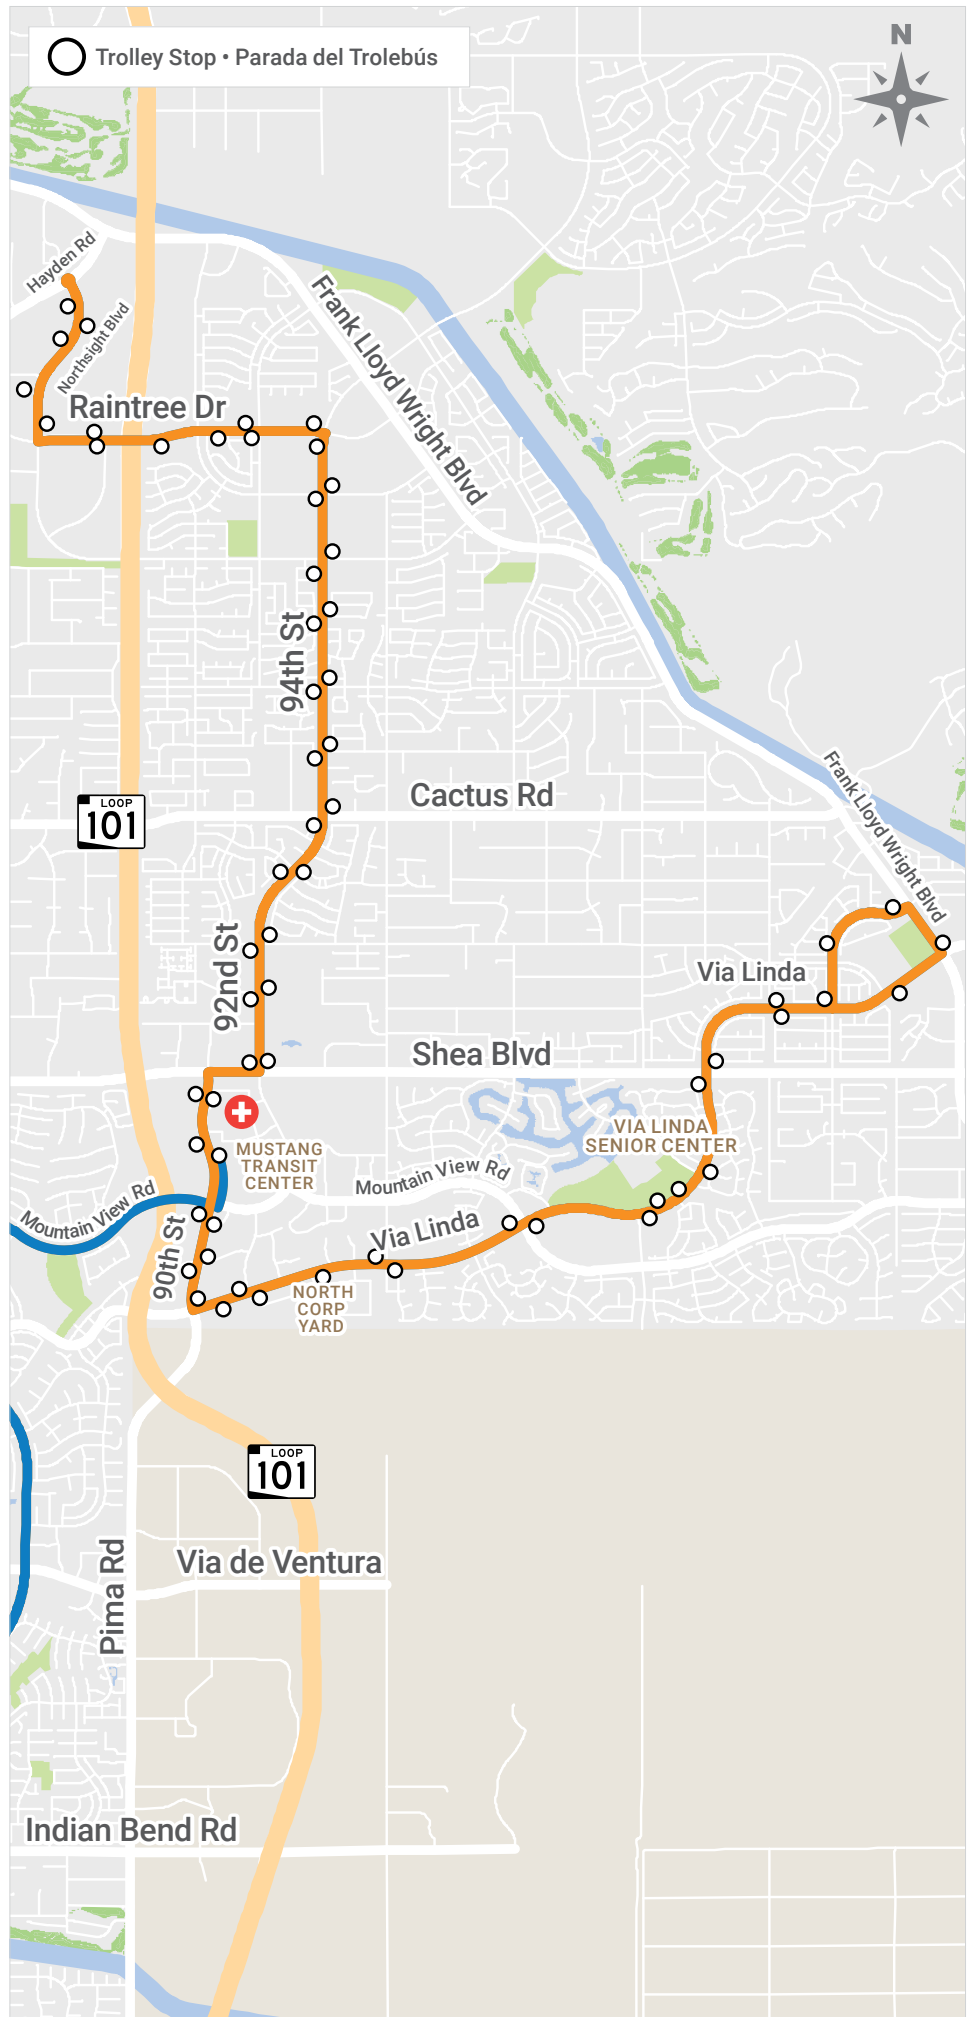 N
Trolley Stop • Parada del Trolebús
Hayden Rd
Northsight Blvd
Frank Lloyd Wright Blvd
Raintree Dr
94th St
LOOP
101
Cactus Rd
Frank Lloyd Wright Blvd
92nd St
Via Linda
Shea Blvd
VIA LINDA
SENIOR CENTER
MUSTANG
TRANSIT
CENTER
Mountain View Rd
Mountain View Rd
90th St
Via Linda
NORTH
CORP
YARD
LOOP
101
Pima Rd
Via de Ventura
Indian Bend Rd